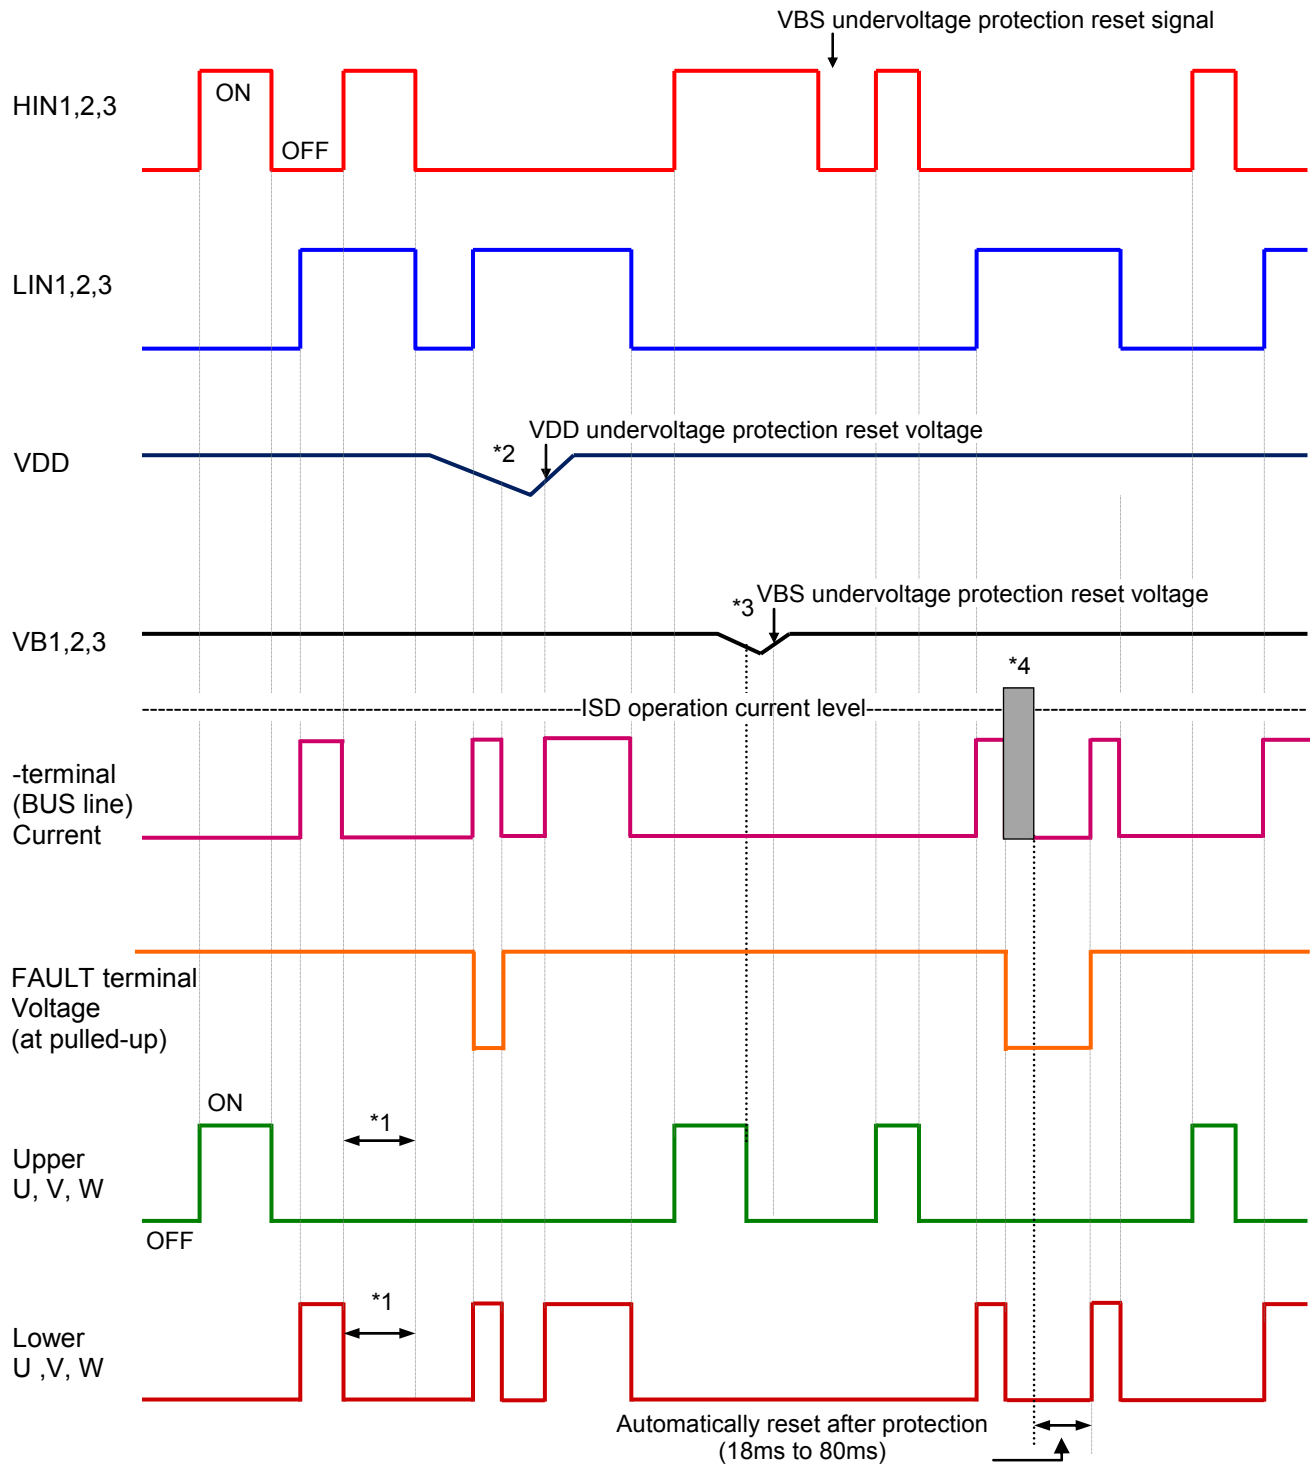 VBS undervoltage protection reset signal
HIN1,2,3
ON
OFF
LIN1,2,3
VDD undervoltage protection reset voltage
*2
VDD
VBS undervoltage protection reset voltage
*3
VB1,2,3
*4
ISD operation current level
-terminal
(BUS line)
Current
FAULT terminal
Voltage
(at pulled-up)
ON
*1
Upper
U, V, W
OFF
*1
Lower
U ,V, W
Automatically reset after protection
(18ms to 80ms)